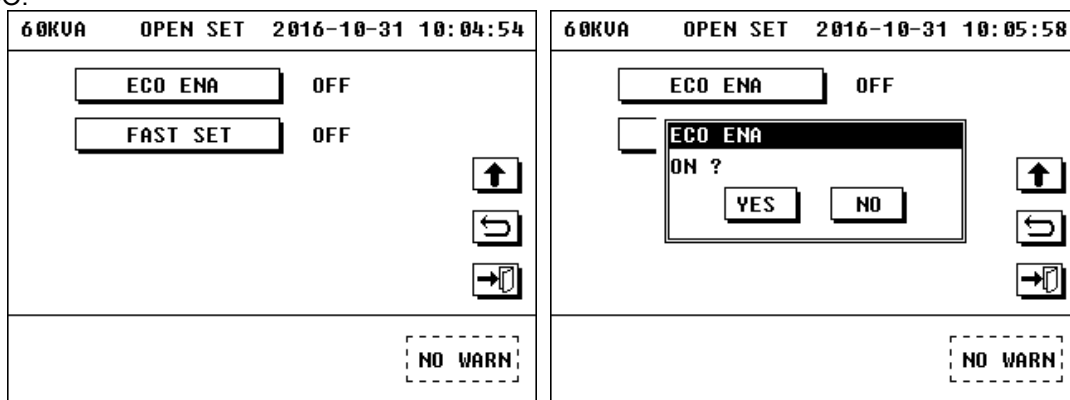 60KVA OPEN SET 2016-10-31 10:04:54
ECO ENA OFF
FAST SET OFF
NO WARN
60KVA OPEN SET 2016-10-31 10:05:58
ECO ENA OFF
ECO ENA
ON ?
YES NO
NO WARN